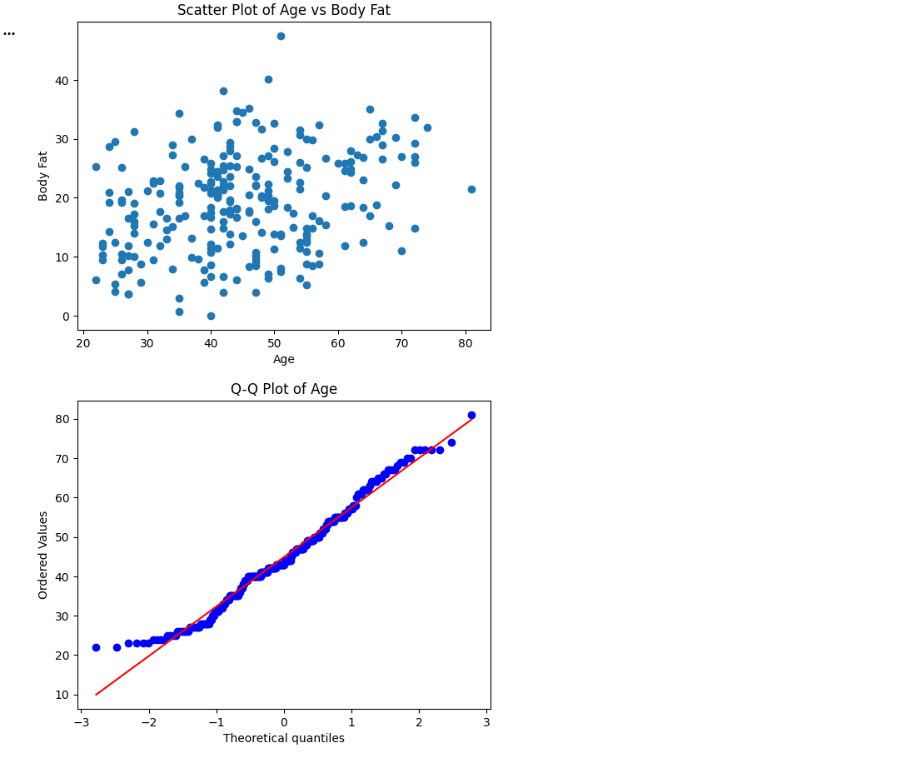 Scatter Plot of Age vs Body Fat
...
40
30
20
10
0
Body Fat
20 30 40 50 60 70 80
Age
Q-Q Plot of Age
80
70
60
50
40
30
20
10
Ordered Values
−3 −2 −1 0 1 2 3
Theoretical quantiles